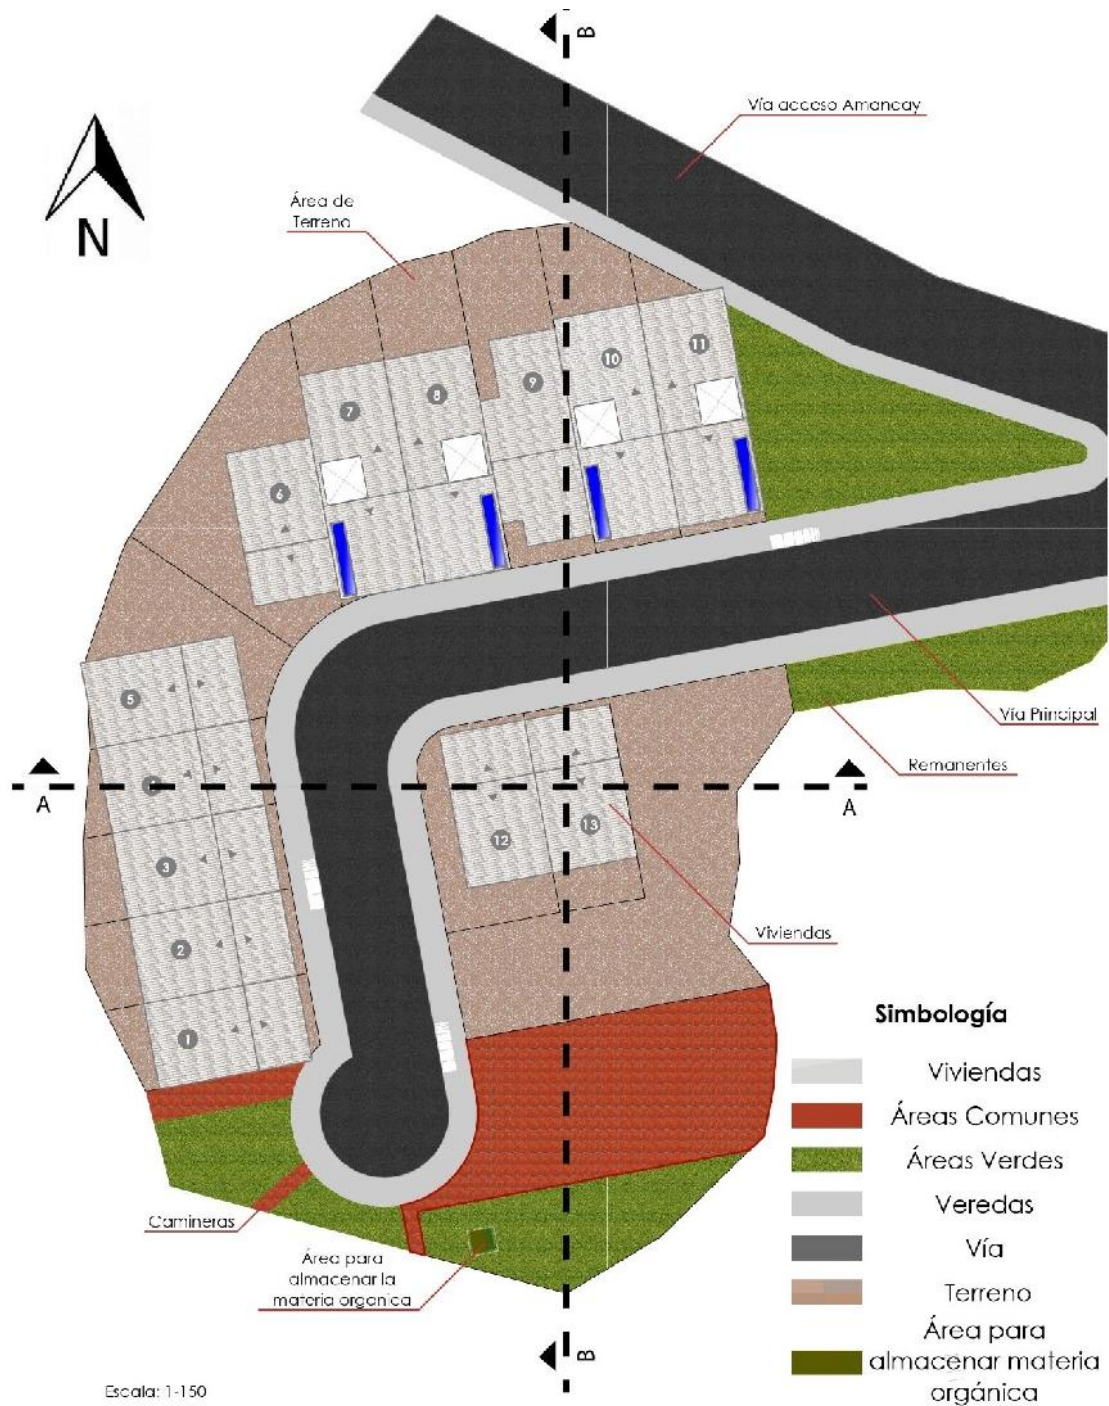 B
Vía acceso Amancay
N
Área de
Terreno
11
10
9
8
7
6
5
Vía Principal
Remanentes
A
A
4
13
12
3
Viviendas
2
1
Simbología
Viviendas
Áreas Comunes
Áreas Verdes
Veredas
Vía
Terreno
Área para
almacenar materia
orgánica
Camineras
Área para
almacenar la
materia organica
B
Escala: 1-150